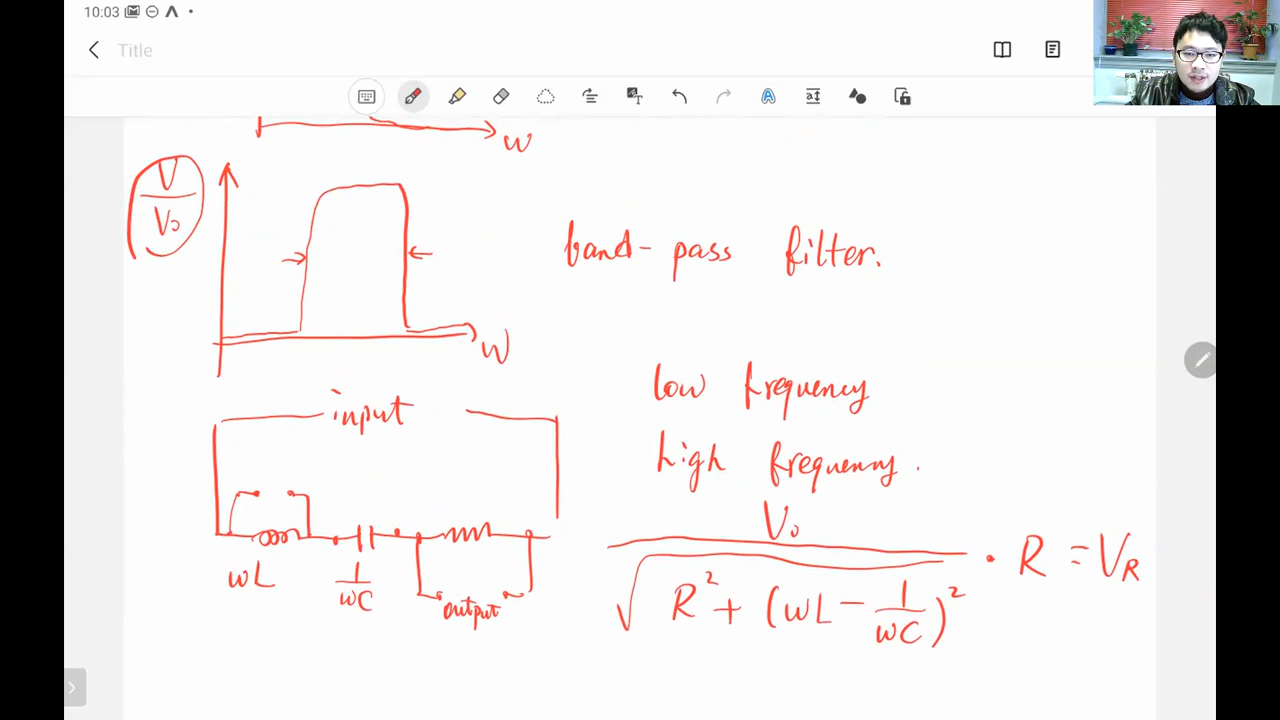 10:03
Title
w
V/V₀
band-pass filter.
w
low frequency
input
high frequency.
V₀ / √(R² + (wL - 1/wC)²) · R = V_R
wL
1/wC
output